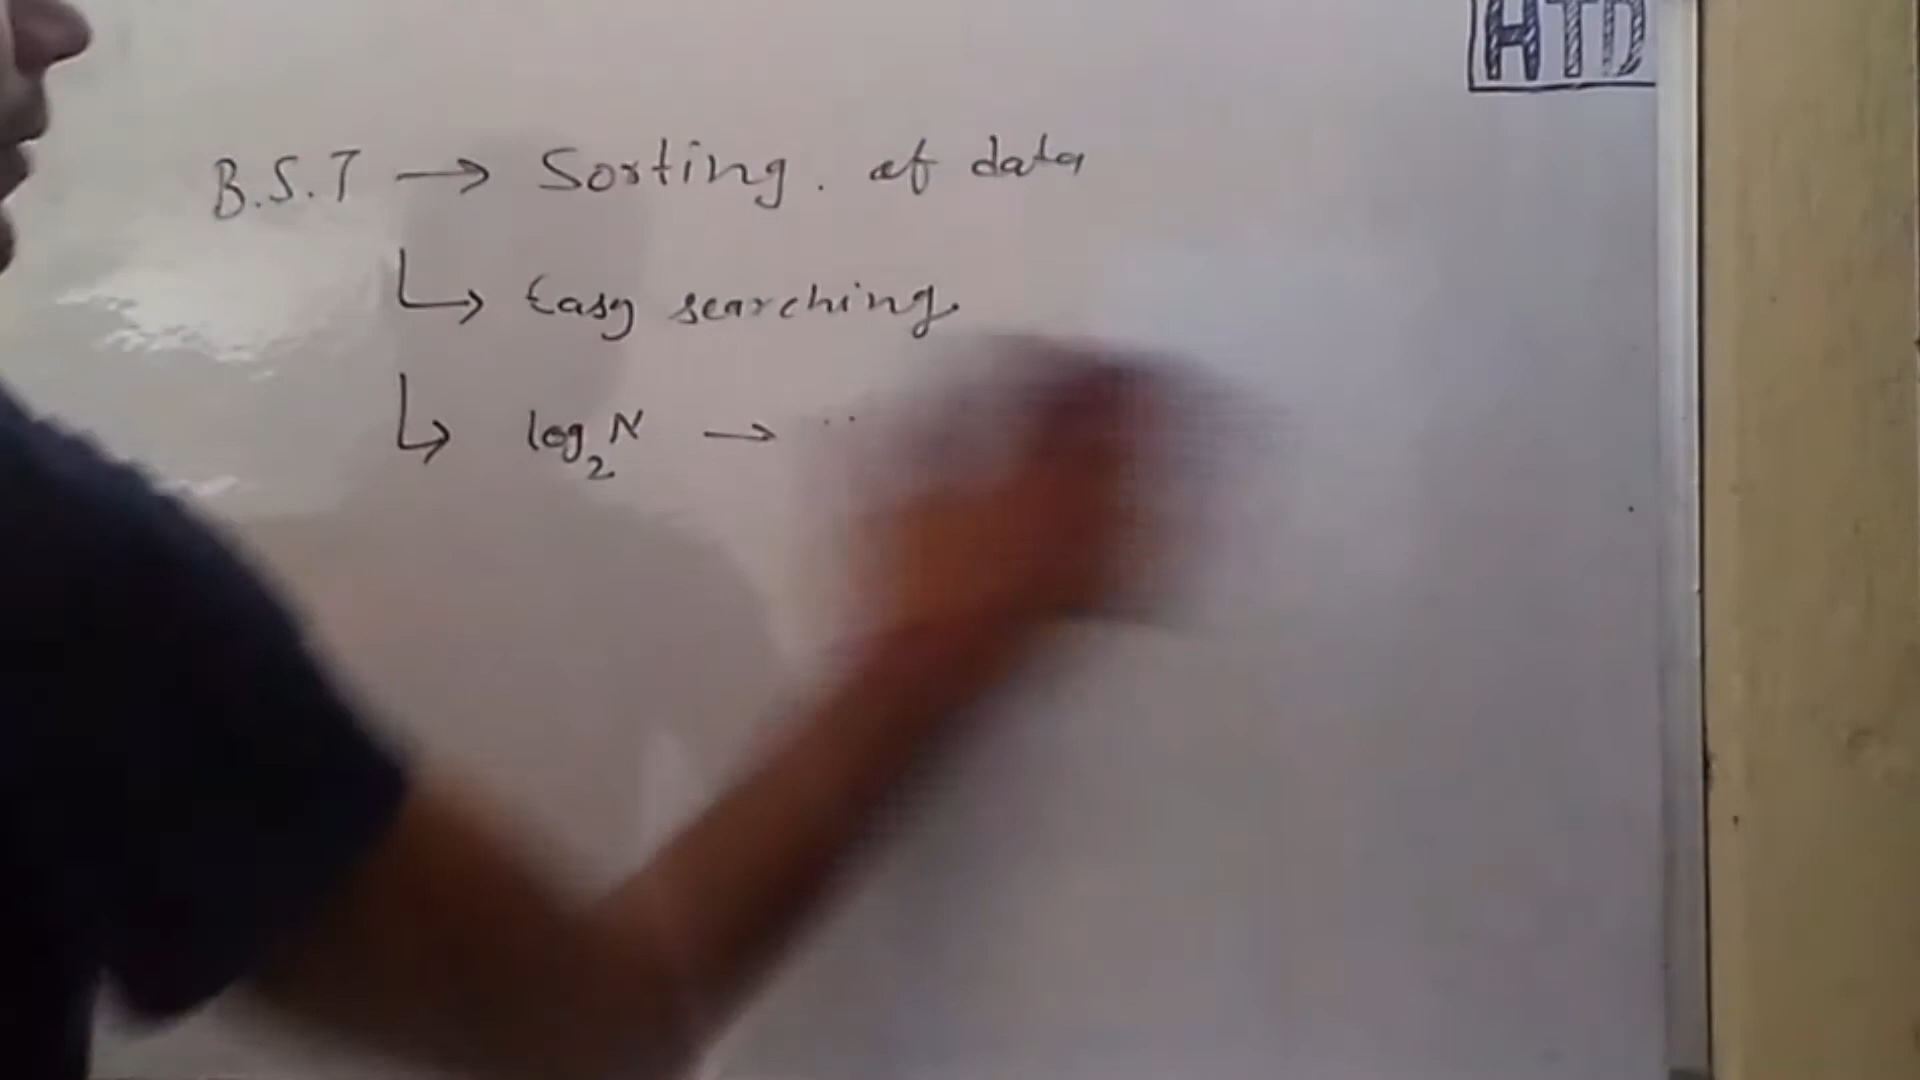 HTD
B.S.T → Sorting. of data
↳ Easy searching
↳ log₂N →